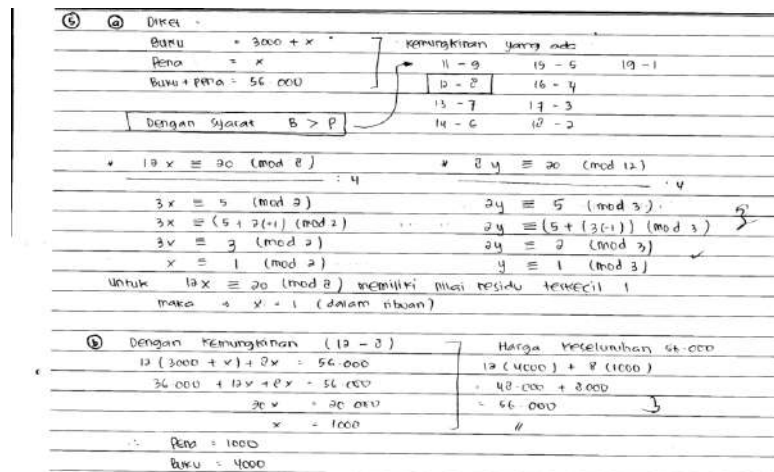 ⑤ ⓐ Diket :
Buku = 3000 + x
Pena = x
Buku + pena = 56.000
Dengan syarat B > P
Kemungkinan yang ada
11 - 9 15 - 5 19 - 1
12 - 8 16 - 4
13 - 7 17 - 3
14 - 6 18 - 2
* 12 x ≡ 20 (mod 8)
: 4
3x ≡ 5 (mod 2)
3x ≡ (5 + 2(-1) (mod 2)
3x ≡ 3 (mod 2)
x ≡ 1 (mod 2)
* 8 y ≡ 20 (mod 12)
: 4
2y ≡ 5 (mod 3)
2y ≡ (5 + (3(-1)) (mod 3)
2y ≡ 2 (mod 3)
y ≡ 1 (mod 3)
untuk 12x ≡ 20 (mod 8) memiliki nilai residu terkecil 1
maka → x = 1 (dalam ribuan)
ⓑ Dengan kemungkinan (12 - 8)
12 (3000 + x) + 8x = 56.000
36.000 + 12x + 8x = 56.000
20 x = 20.000
x = 1000
∴ Pena = 1000
Buku = 4000
Harga keseluruhan 56.000
12 (4000) + 8 (1000)
= 48.000 + 8000
= 56.000
//